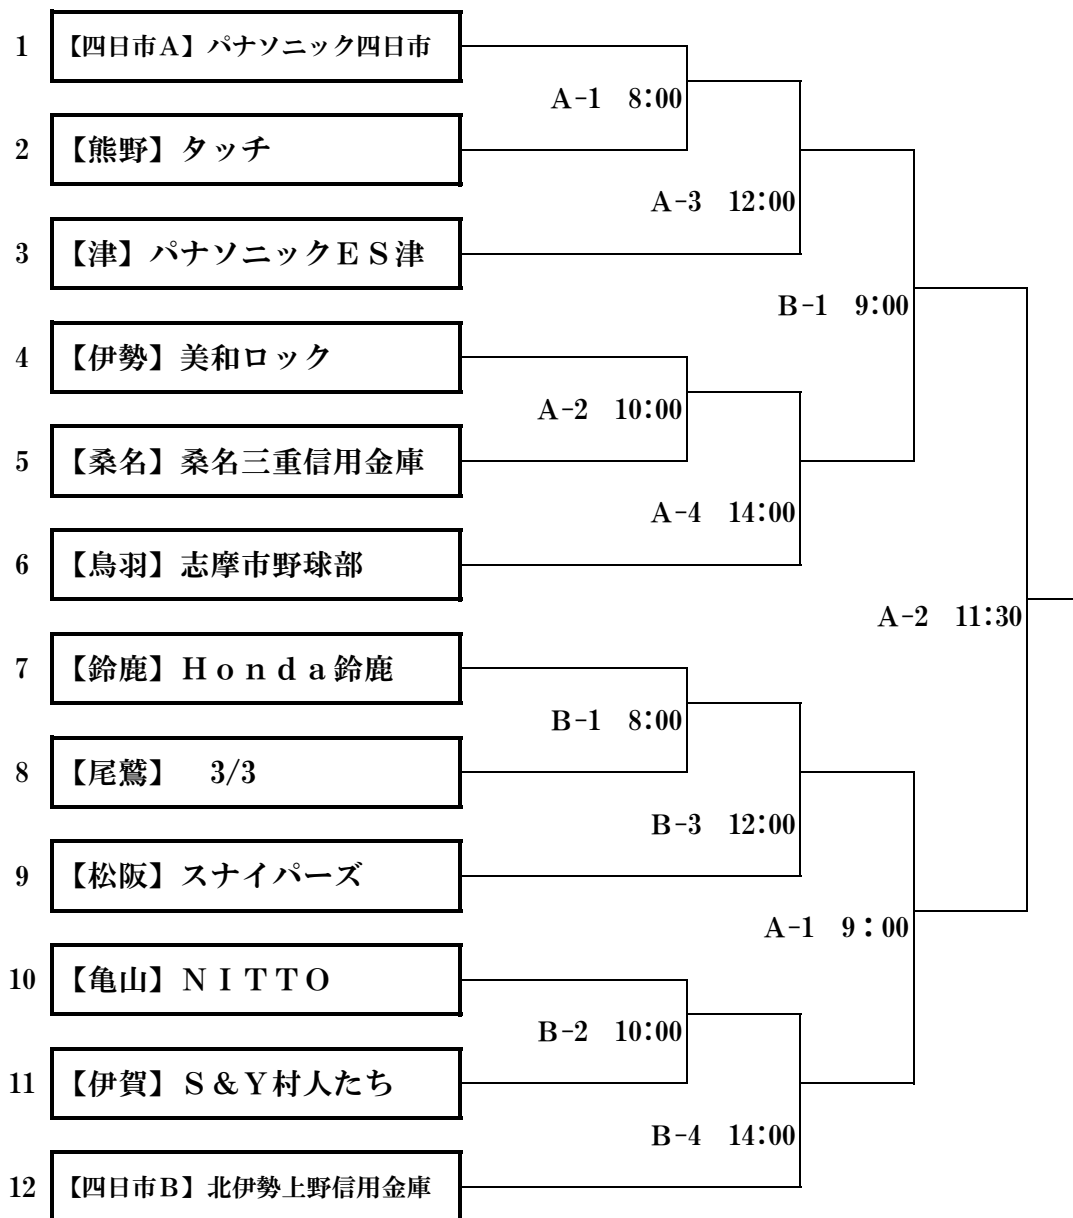 1 【四日市Ａ】パナソニック四日市
A-1 8:00
2 【熊野】タッチ
A-3 12:00
3 【津】パナソニックＥＳ津
B-1 9:00
4 【伊勢】美和ロック
A-2 10:00
5 【桑名】桑名三重信用金庫
A-4 14:00
6 【鳥羽】志摩市野球部
A-2 11:30
7 【鈴鹿】Ｈｏｎｄａ鈴鹿
B-1 8:00
8 【尾鷲】　3/3
B-3 12:00
9 【松阪】スナイパーズ
A-1 9：00
10 【亀山】ＮＩＴＴＯ
B-2 10:00
11 【伊賀】Ｓ＆Ｙ村人たち
B-4 14:00
12 【四日市Ｂ】北伊勢上野信用金庫